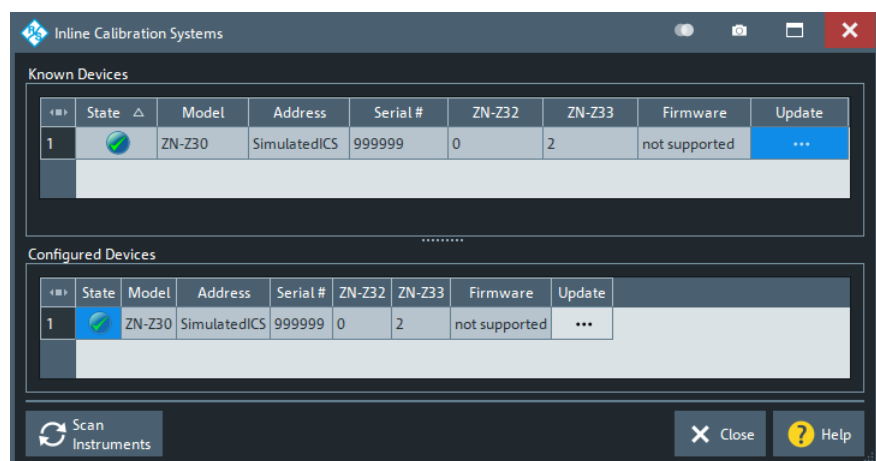 Inline Calibration Systems
Known Devices
State Model Address Serial # ZN-Z32 ZN-Z33 Firmware Update
1 ZN-Z30 SimulatedICS 999999 0 2 not supported ...
Configured Devices
State Model Address Serial # ZN-Z32 ZN-Z33 Firmware Update
1 ZN-Z30 SimulatedICS 999999 0 2 not supported ...
Scan
Instruments
Close
? Help